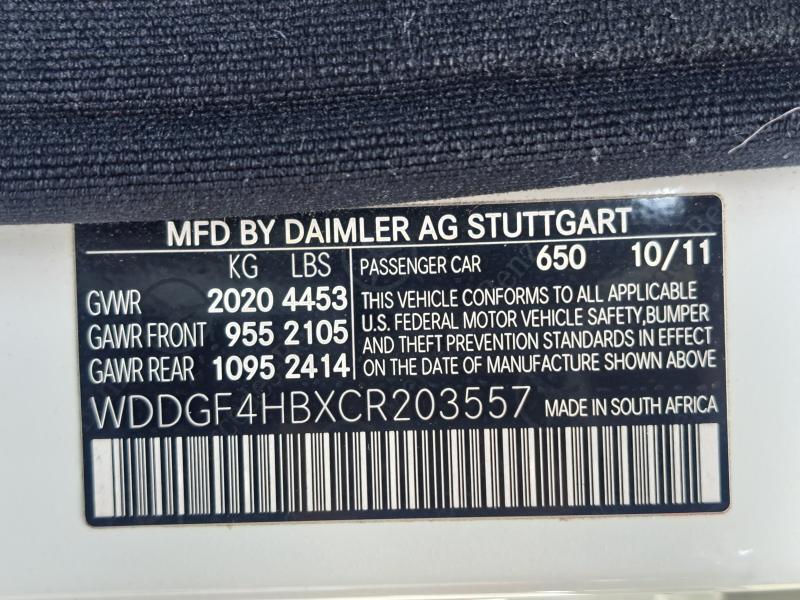 MFD BY DAIMLER AG STUTTGART
KG LBS
GVWR 2020 4453
GAWR FRONT 955 2105
GAWR REAR 1095 2414
PASSENGER CAR 650 10/11
THIS VEHICLE CONFORMS TO ALL APPLICABLE
U.S. FEDERAL MOTOR VEHICLE SAFETY,BUMPER
AND THEFT PREVENTION STANDARDS IN EFFECT
ON THE DATE OF MANUFACTURE SHOWN ABOVE
WDDGF4HBXCR203557 MADE IN SOUTH AFRICA